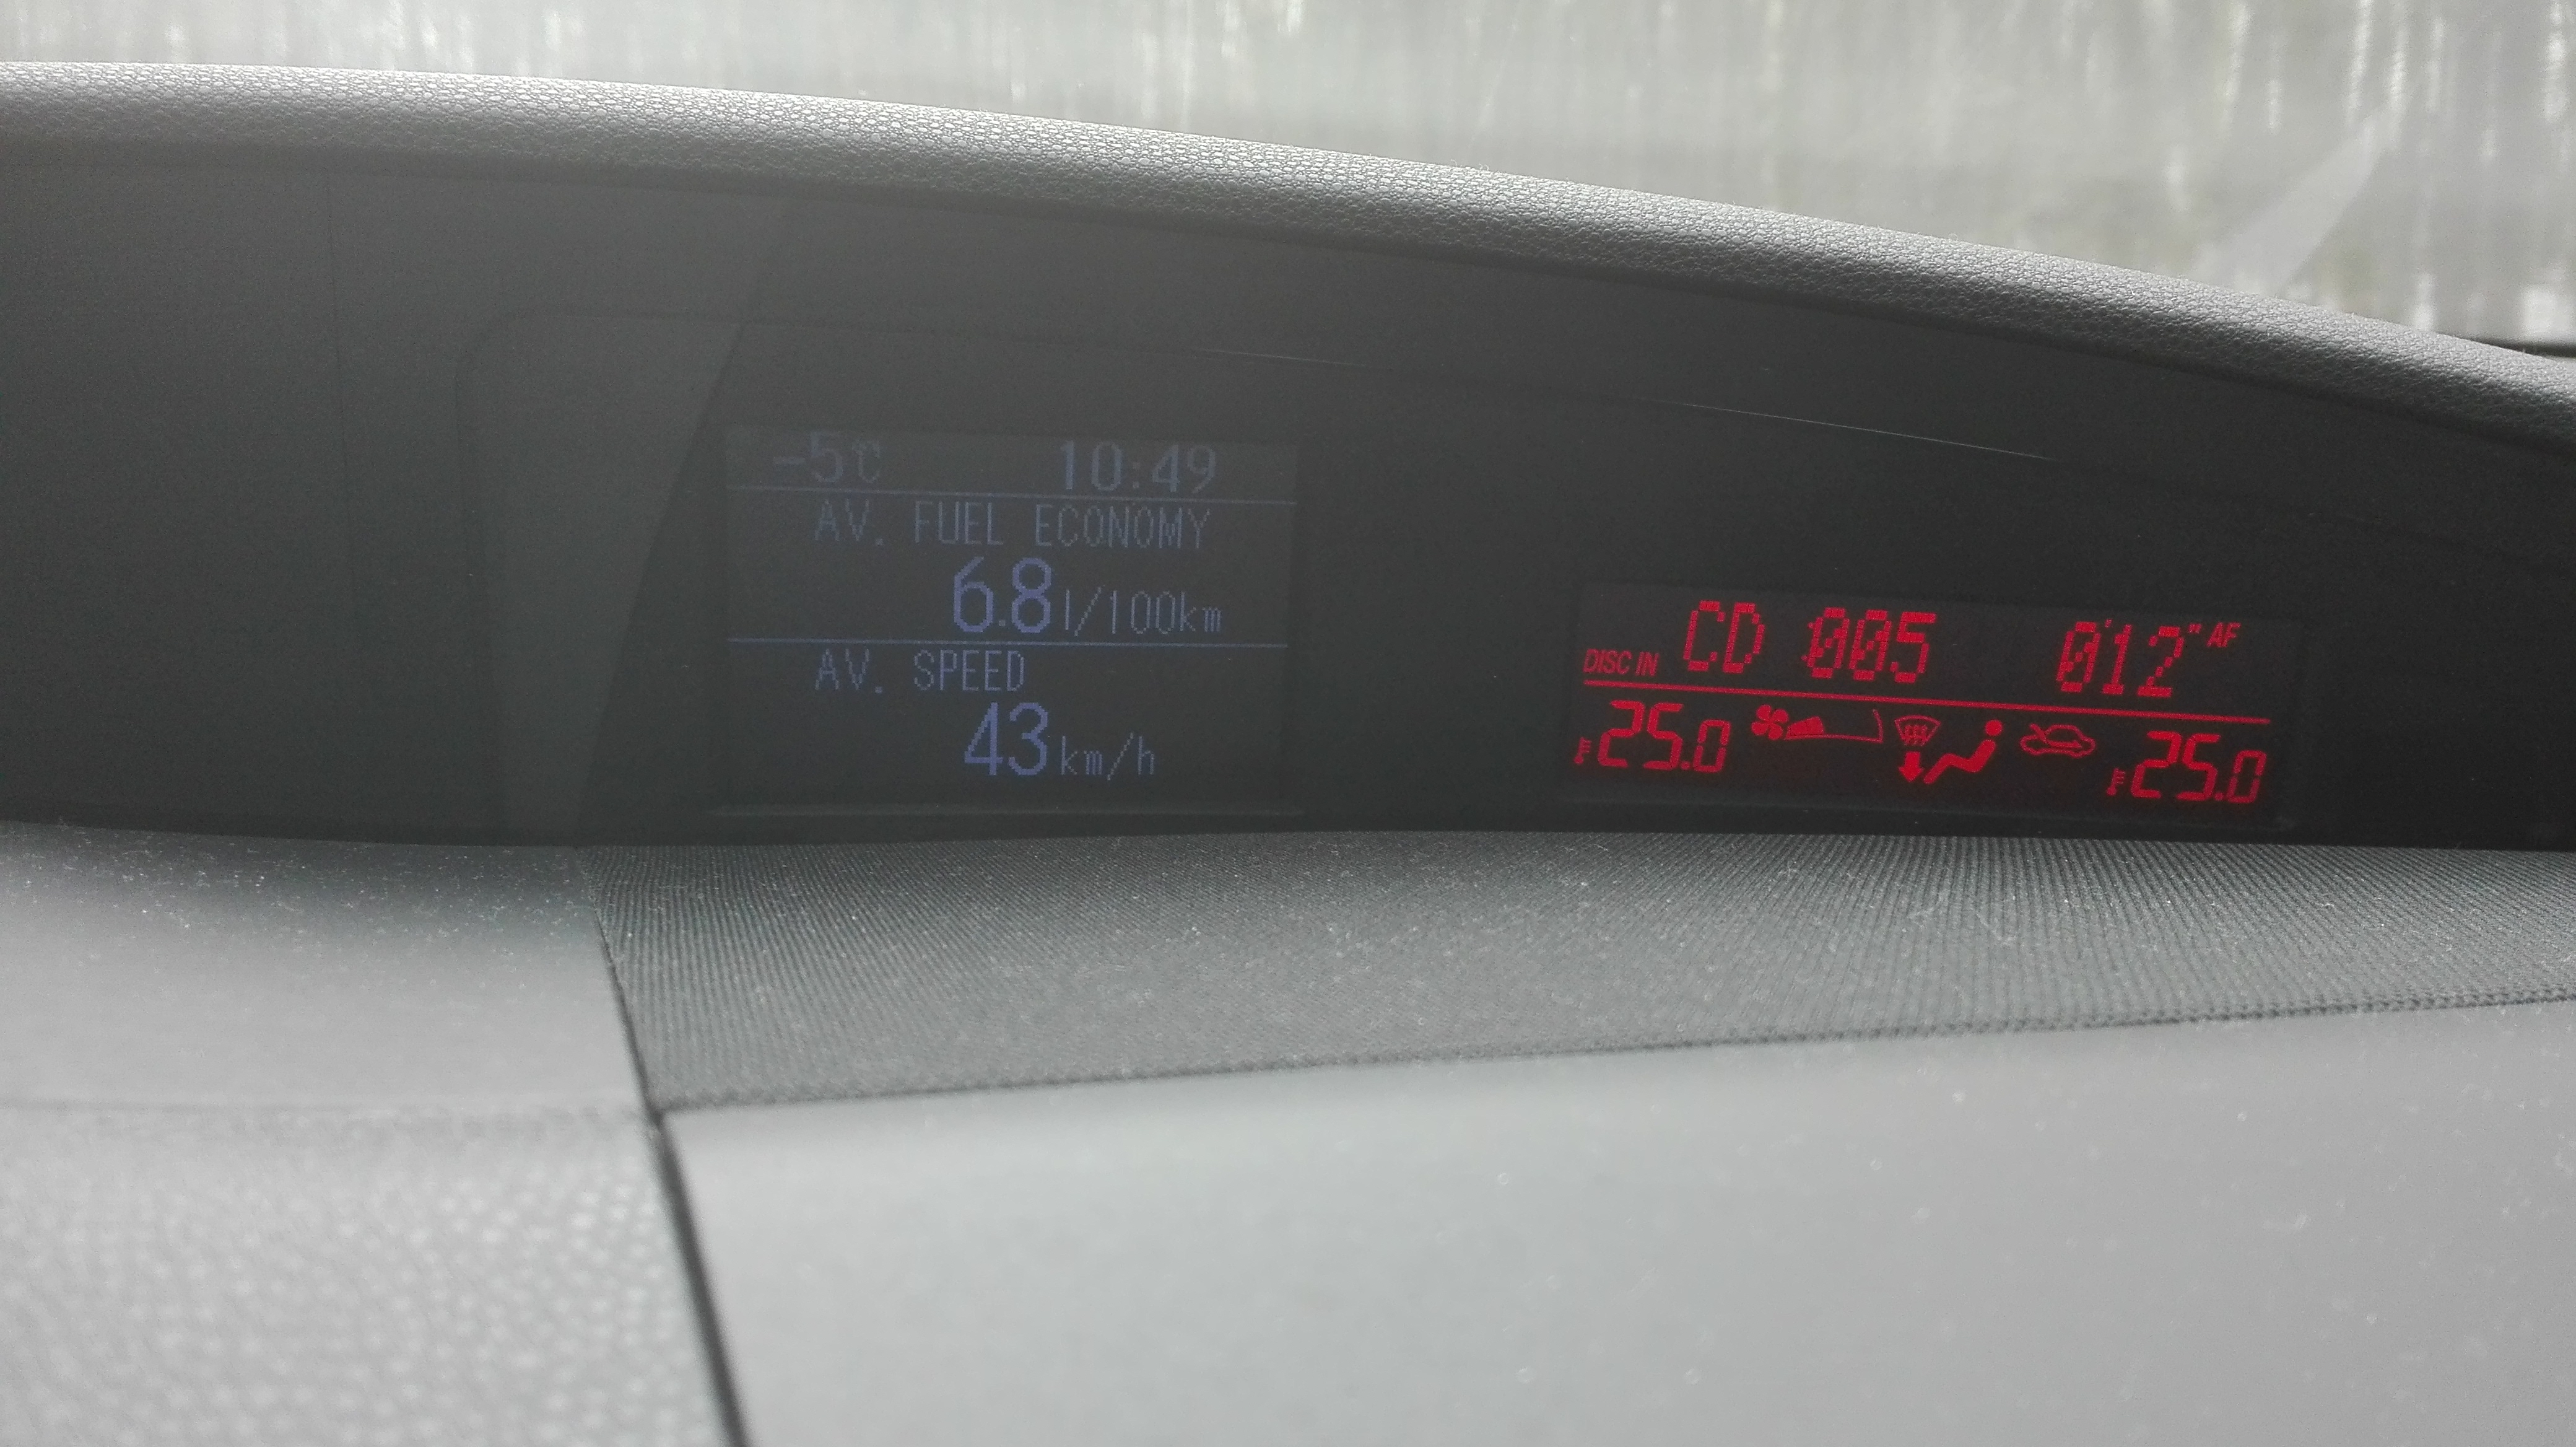 -5℃ 10:49
AV. FUEL ECONOMY
6.8 l/100km
AV. SPEED
43 km/h
DISC IN CD 005 0'12" AF
25.0 25.0